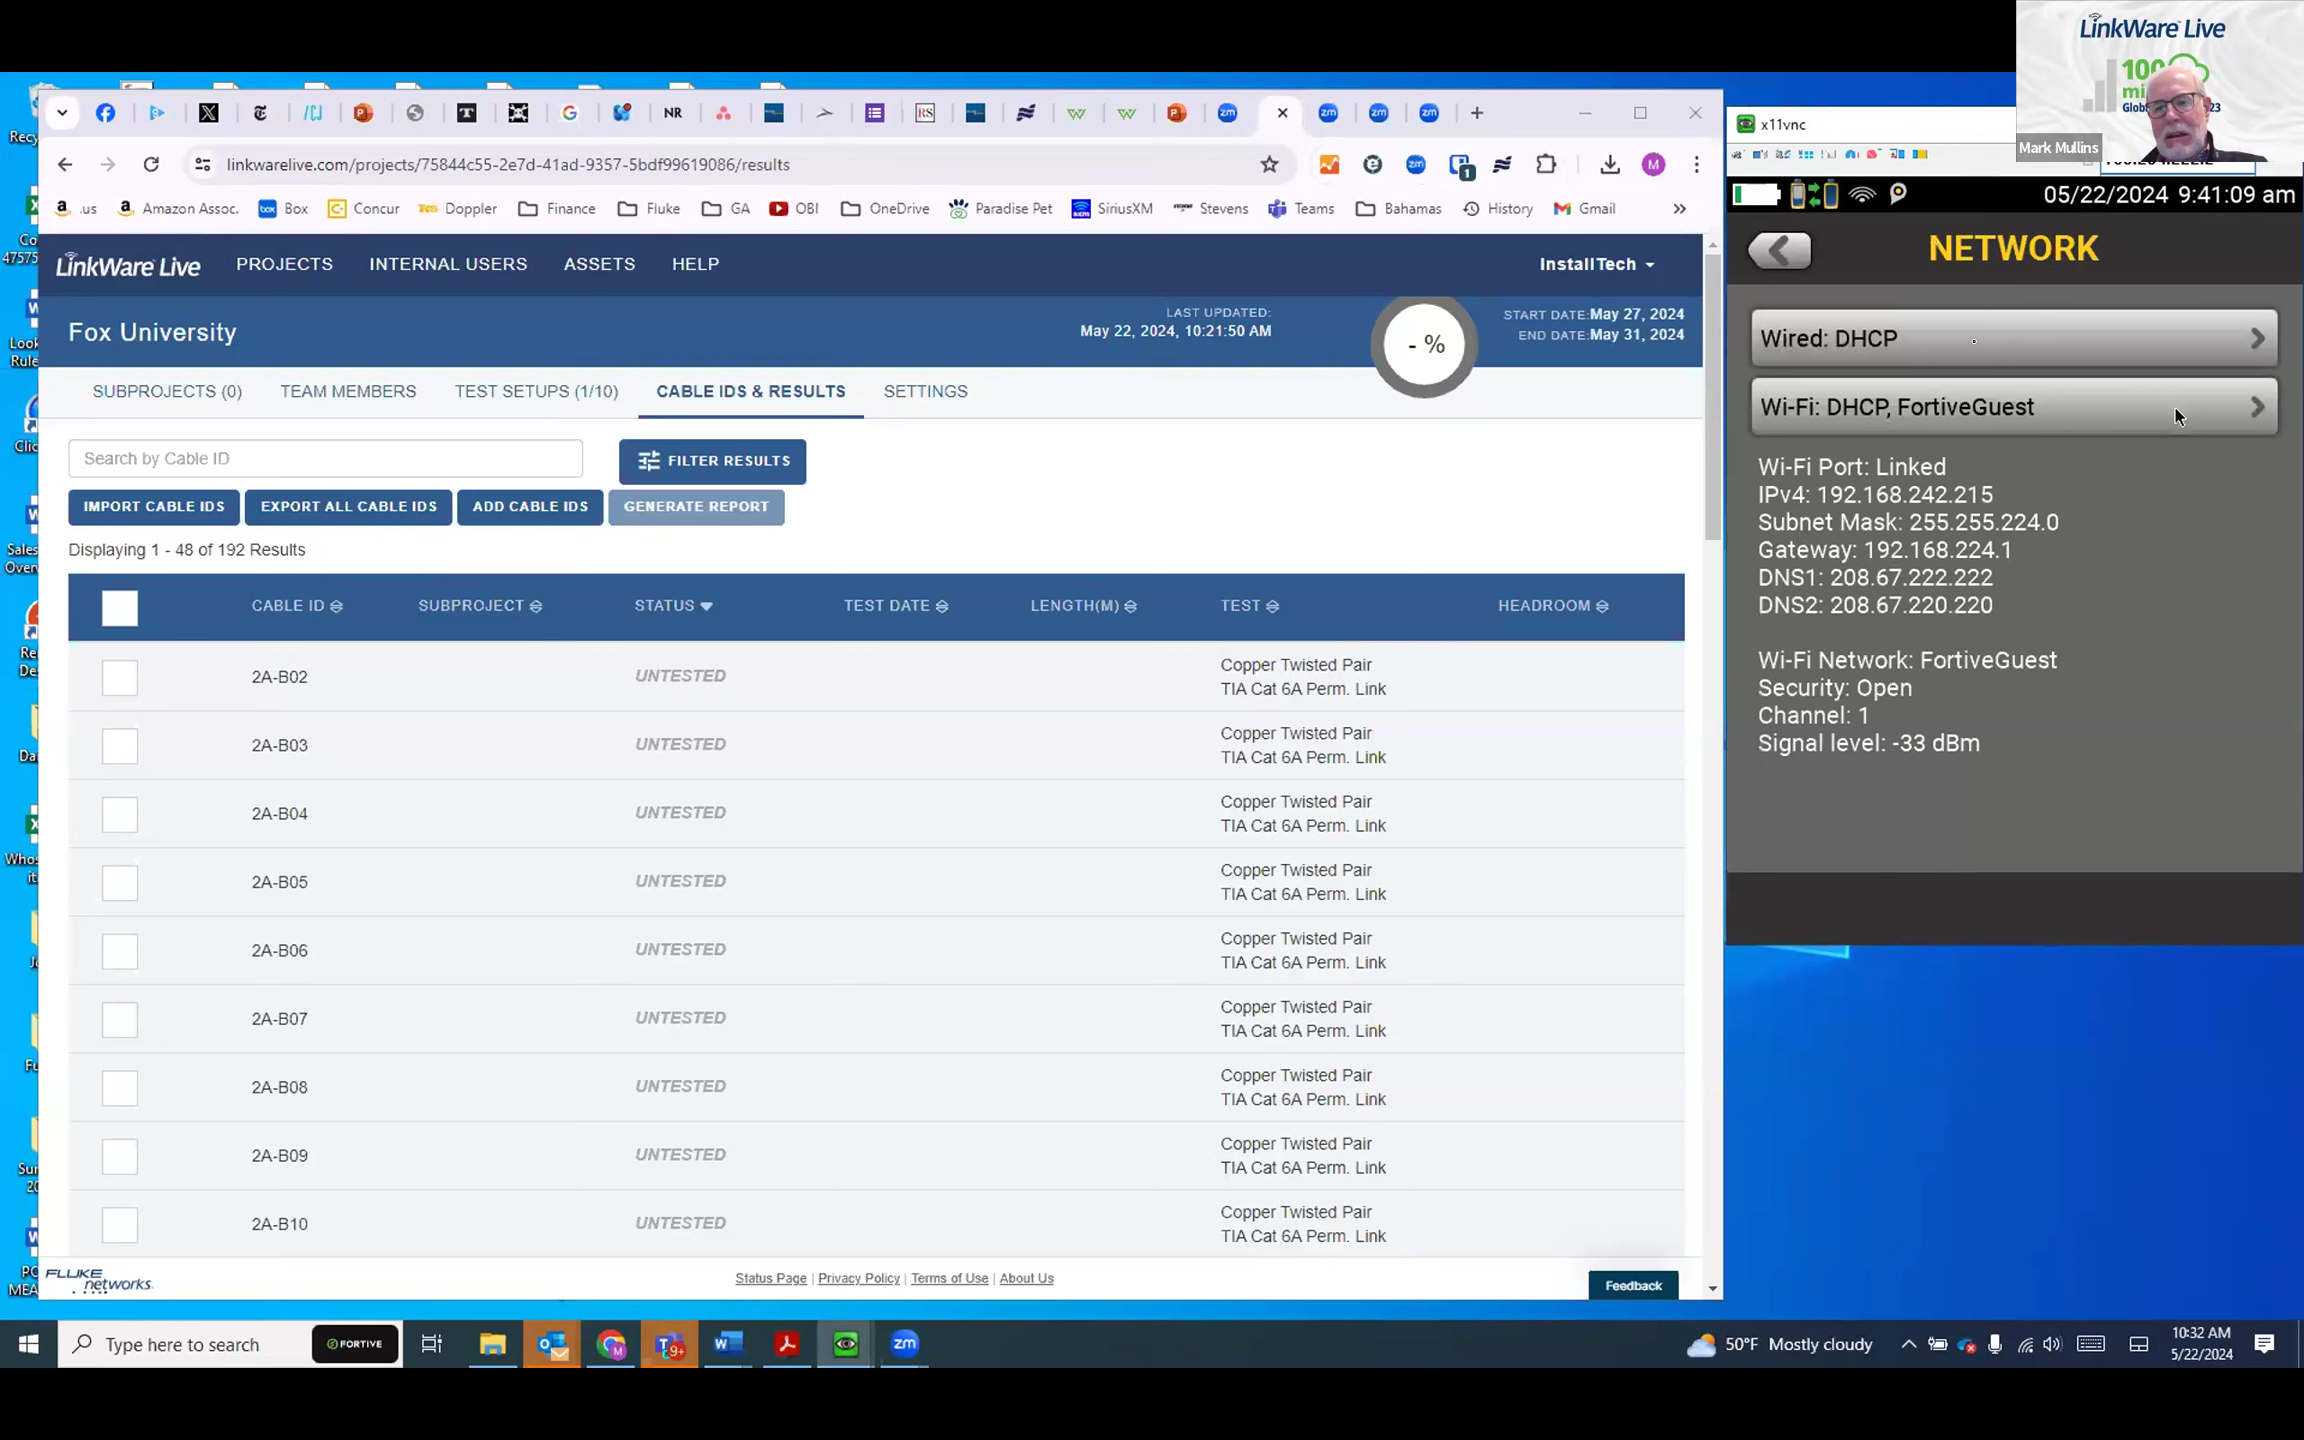 LinkWare Live
100
Mark Mullins
linkwarelive.com/projects/75844c55-2e7d-41ad-9357-5bdf99619086/results
.us
Amazon Assoc.
Box
Concur
Doppler
Finance
Fluke
GA
OBI
OneDrive
Paradise Pet
SiriusXM
Stevens
Teams
Bahamas
History
Gmail
LinkWare Live
PROJECTS
INTERNAL USERS
ASSETS
HELP
InstallTech
Fox University
LAST UPDATED:
May 22, 2024, 10:21:50 AM
- %
START DATE:May 27, 2024
END DATE:May 31, 2024
SUBPROJECTS (0)
TEAM MEMBERS
TEST SETUPS (1/10)
CABLE IDS & RESULTS
SETTINGS
Search by Cable ID
FILTER RESULTS
IMPORT CABLE IDS
EXPORT ALL CABLE IDS
ADD CABLE IDS
GENERATE REPORT
Displaying 1 - 48 of 192 Results
CABLE ID
SUBPROJECT
STATUS
TEST DATE
LENGTH(M)
TEST
HEADROOM
2A-B02
UNTESTED
Copper Twisted Pair
TIA Cat 6A Perm. Link
2A-B03
UNTESTED
Copper Twisted Pair
TIA Cat 6A Perm. Link
2A-B04
UNTESTED
Copper Twisted Pair
TIA Cat 6A Perm. Link
2A-B05
UNTESTED
Copper Twisted Pair
TIA Cat 6A Perm. Link
2A-B06
UNTESTED
Copper Twisted Pair
TIA Cat 6A Perm. Link
2A-B07
UNTESTED
Copper Twisted Pair
TIA Cat 6A Perm. Link
2A-B08
UNTESTED
Copper Twisted Pair
TIA Cat 6A Perm. Link
2A-B09
UNTESTED
Copper Twisted Pair
TIA Cat 6A Perm. Link
2A-B10
UNTESTED
Copper Twisted Pair
TIA Cat 6A Perm. Link
FLUKE networks.
Status Page | Privacy Policy | Terms of Use | About Us
Feedback
x11vnc
05/22/2024 9:41:09 am
NETWORK
Wired: DHCP
Wi-Fi: DHCP, FortiveGuest
Wi-Fi Port: Linked
IPv4: 192.168.242.215
Subnet Mask: 255.255.224.0
Gateway: 192.168.224.1
DNS1: 208.67.222.222
DNS2: 208.67.220.220
Wi-Fi Network: FortiveGuest
Security: Open
Channel: 1
Signal level: -33 dBm
Type here to search
FORTIVE
50°F Mostly cloudy
10:32 AM
5/22/2024